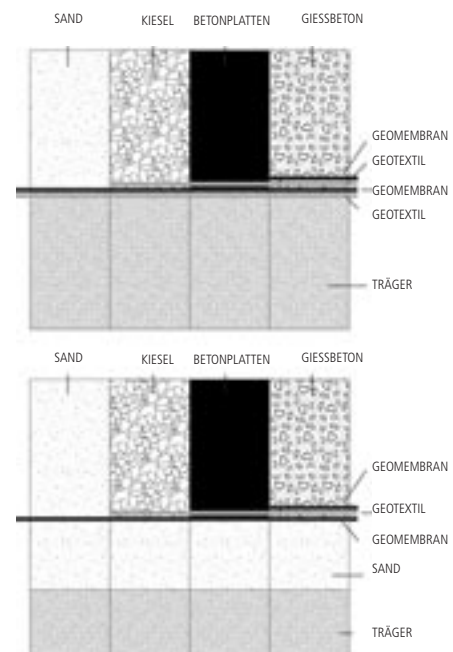 SAND KIESEL BETONPLATTEN GIESSBETON
GEOMEMBRAN
GEOTEXTIL
GEOMEMBRAN
GEOTEXTIL
TRÄGER
SAND KIESEL BETONPLATTEN GIESSBETON
GEOMEMBRAN
GEOTEXTIL
GEOMEMBRAN
SAND
TRÄGER